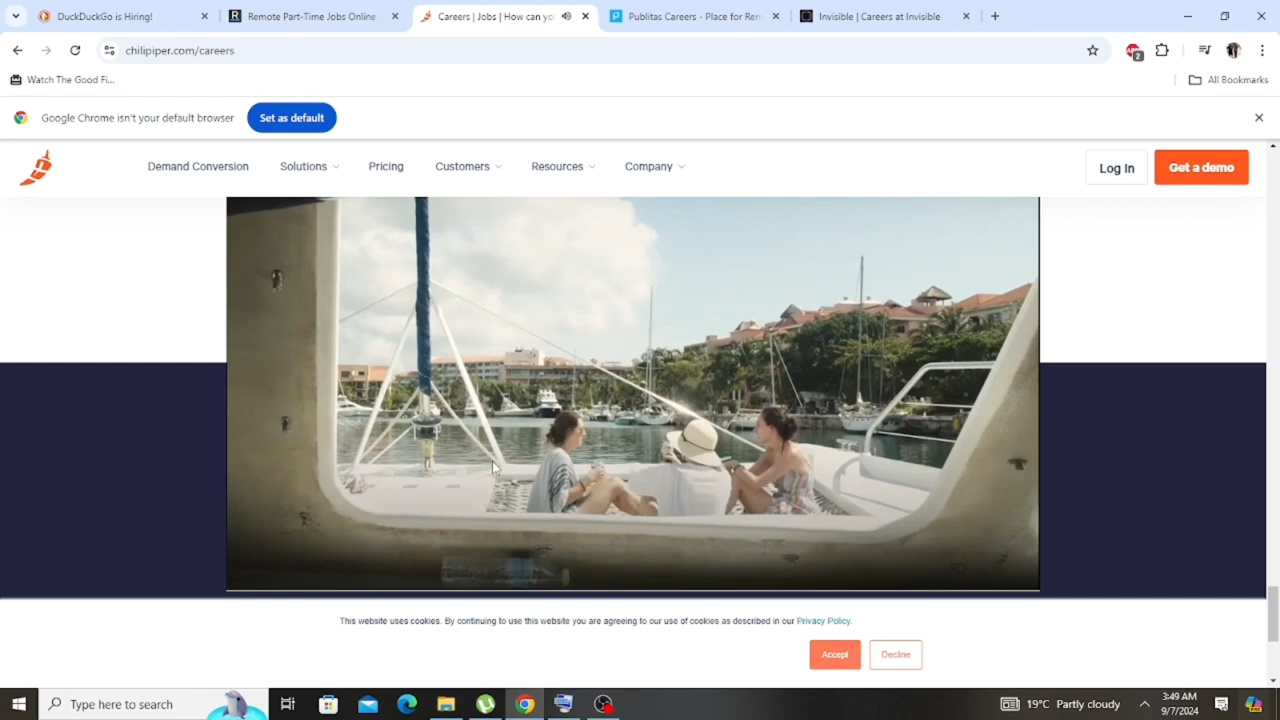 DuckDuckGo is Hiring!
Remote Part-Time Jobs Online
Careers | Jobs | How can yo
Publitas Careers - Place for Rem
Invisible | Careers at Invisible
chilipiper.com/careers
2
Watch The Good Fi...
All Bookmarks
Google Chrome isn't your default browser
Set as default
Demand Conversion
Solutions
Pricing
Customers
Resources
Company
Log In
Get a demo
This website uses cookies. By continuing to use this website you are agreeing to our use of cookies as described in our Privacy Policy.
Accept
Decline
Type here to search
19°C Partly cloudy
3:49 AM
9/7/2024